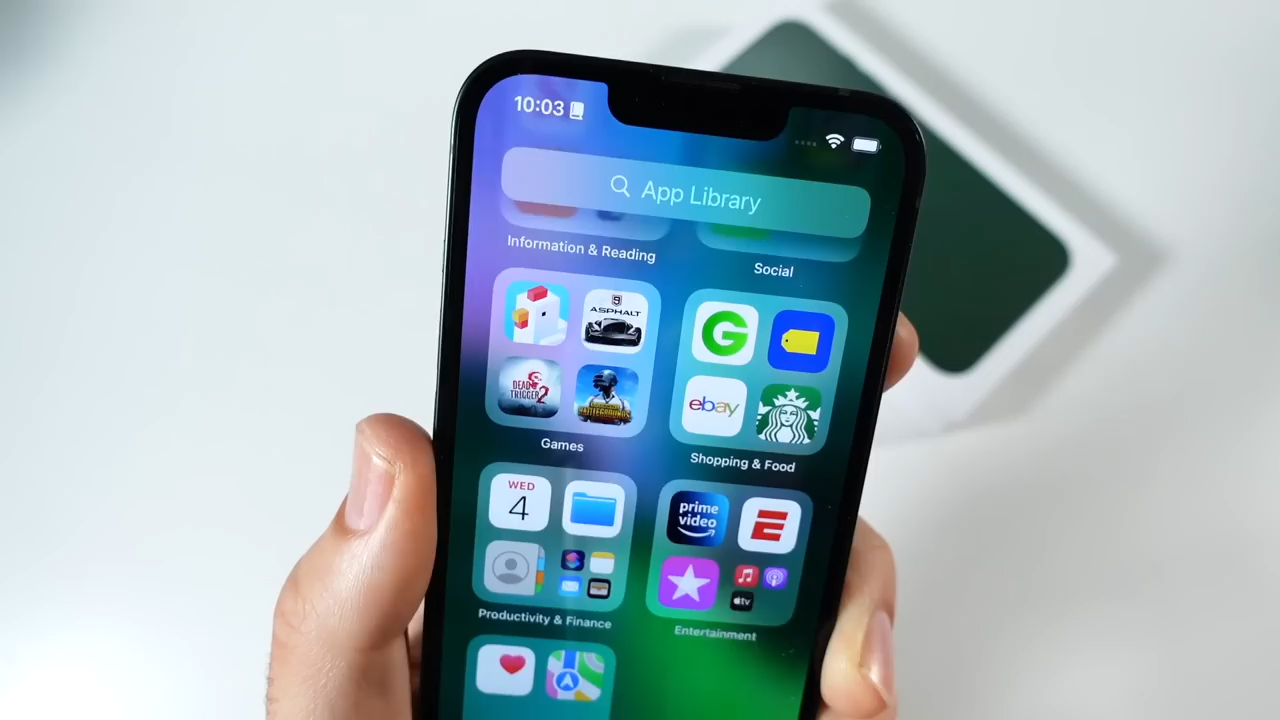 10:03
App Library
Information & Reading
Social
9
ASPHALT
DEAD
TRIGGER
2
BATTLEGROUNDS
Games
G
ebay
Shopping & Food
WED
4
Productivity & Finance
prime
video
E
tv
Entertainment